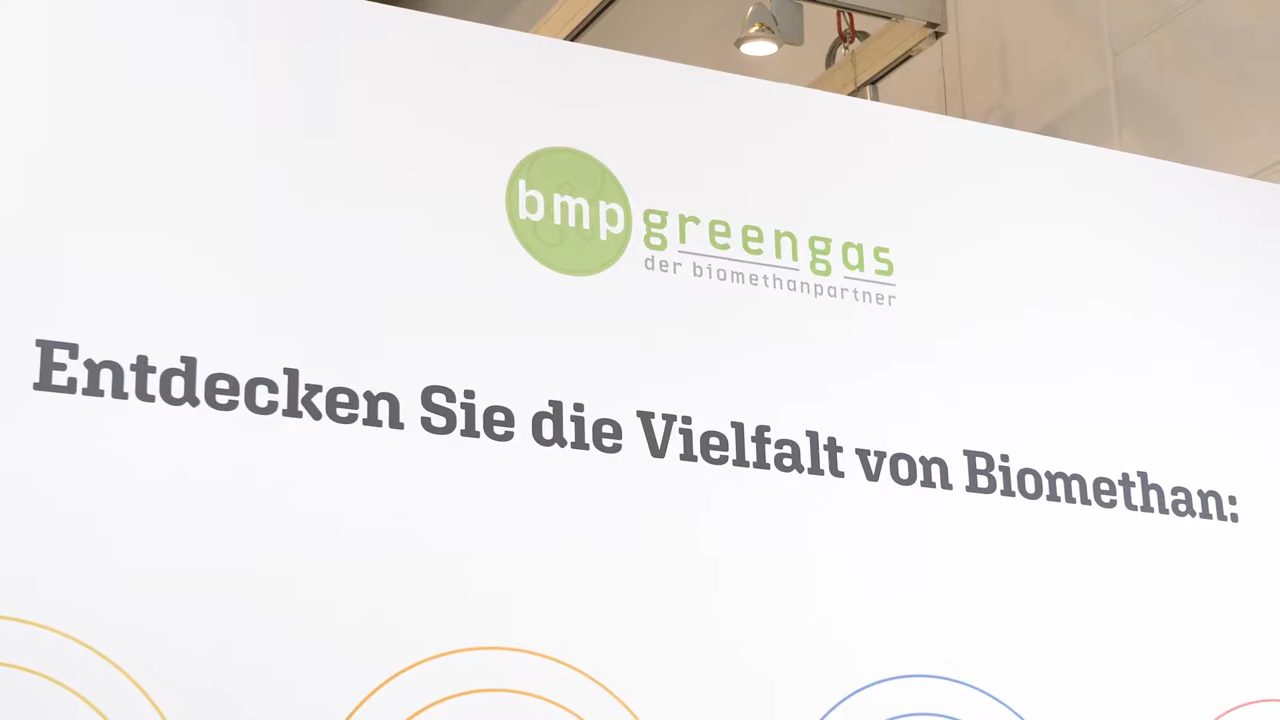 bmp greengas
der biomethanpartner
Entdecken Sie die Vielfalt von Biomethan: